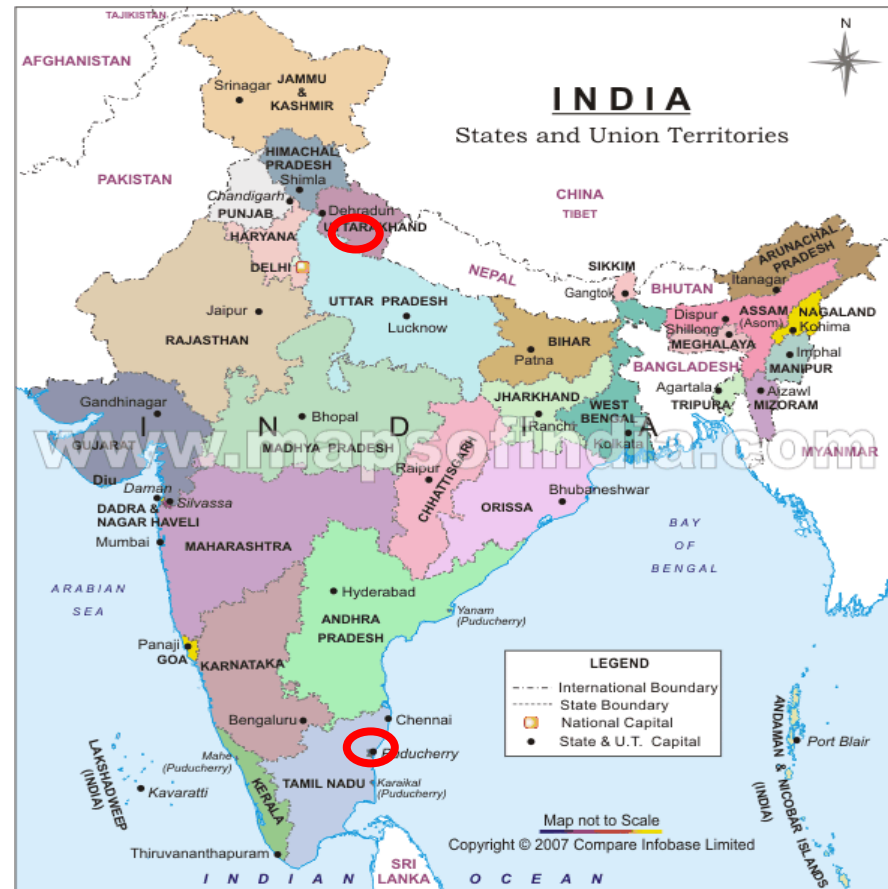 TAJIKISTAN
AFGHANISTAN
N
JAMMU
&
KASHMIR
Srinagar
INDIA
States and Union Territories
HIMACHAL
PRADESH
Shimla
PAKISTAN
CHINA
TIBET
Chandigarh
PUNJAB
Dehradun
UTTARAKHAND
HARYANA
DELHI
NEPAL
SIKKIM
Gangtok
BHUTAN
ARUNACHAL
PRADESH
Itanagar
Jaipur
RAJASTHAN
UTTAR PRADESH
Lucknow
BIHAR
Patna
Dispur
Shillong
MEGHALAYA
ASSAM
(Asom)
NAGALAND
Kohima
Imphal
MANIPUR
BANGLADESH
Agartala
TRIPURA
Aizawl
MIZORAM
JHARKHAND
Ranchi
WEST
BENGAL
Kolkata
Gandhinagar
GUJARAT
Bhopal
MADHYA PRADESH
I N D I A
www.mapsofindia.com
MYANMAR
Diu
Daman
Silvassa
DADRA &
NAGAR HAVELI
Mumbai
Raipur
CHHATTISGARH
Bhubaneshwar
ORISSA
MAHARASHTRA
BAY
OF
BENGAL
ARABIAN
SEA
Hyderabad
ANDHRA
PRADESH
Yanam
(Puducherry)
Panaji
GOA
KARNATAKA
Bengaluru
Chennai
LEGEND
International Boundary
State Boundary
National Capital
State & U.T. Capital
Mahe
(Puducherry)
Puducherry
LAKSHADWEEP
(INDIA)
Kavaratti
KERALA
TAMIL NADU
Karaikal
(Puducherry)
ANDAMAN & NICOBAR ISLANDS
(INDIA)
Port Blair
Map not to Scale
Copyright © 2007 Compare Infobase Limited
Thiruvananthapuram
SRI
LANKA
INDIAN OCEAN